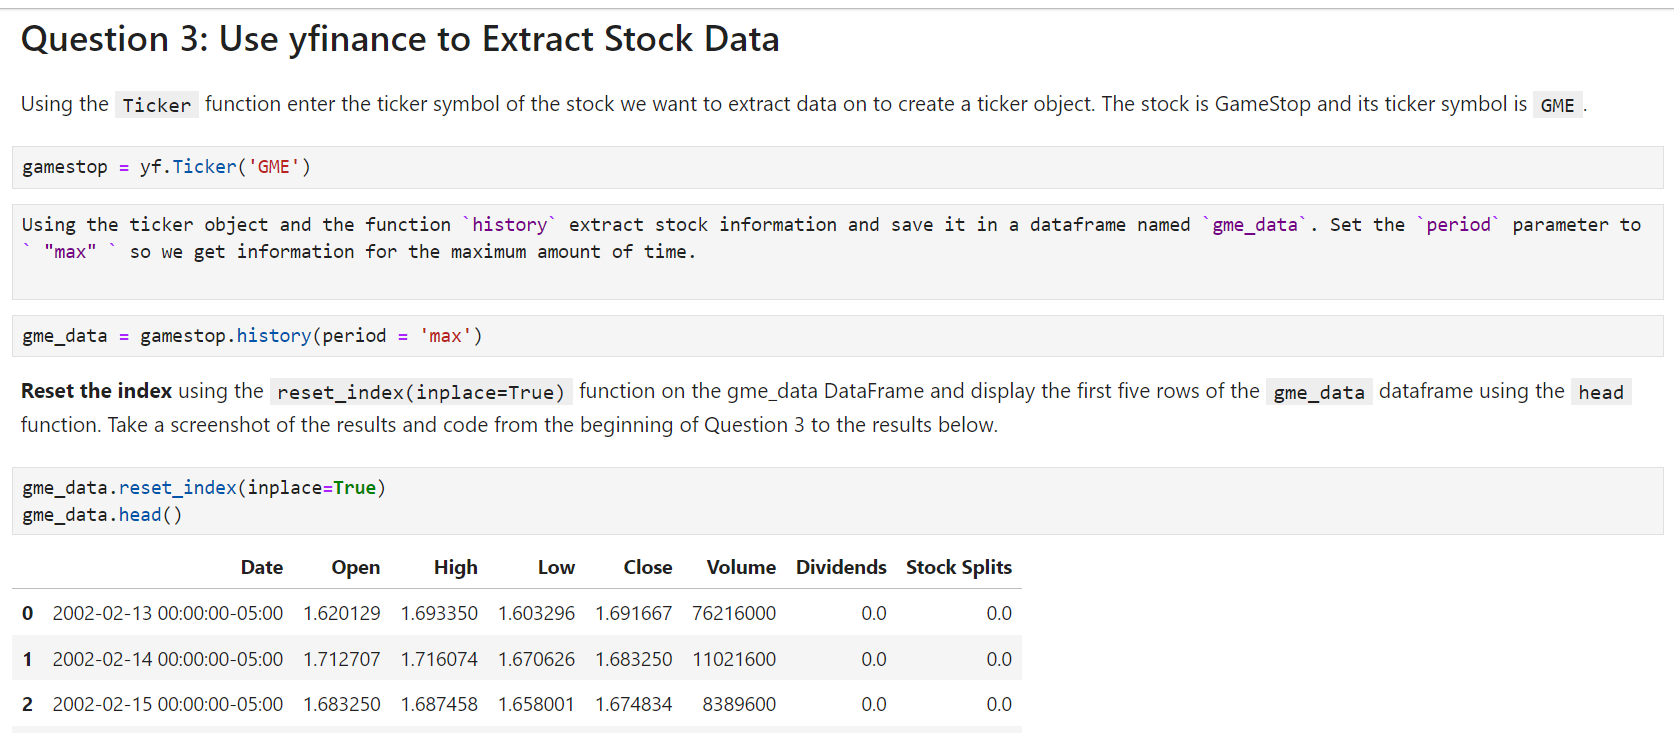 Question 3: Use yfinance to Extract Stock Data
Using the Ticker function enter the ticker symbol of the stock we want to extract data on to create a ticker object. The stock is GameStop and its ticker symbol is GME .
gamestop = yf.Ticker('GME')
Using the ticker object and the function `history` extract stock information and save it in a dataframe named `gme_data`. Set the `period` parameter to
` "max" ` so we get information for the maximum amount of time.
gme_data = gamestop.history(period = 'max')
Reset the index using the reset_index(inplace=True) function on the gme_data DataFrame and display the first five rows of the gme_data dataframe using the head
function. Take a screenshot of the results and code from the beginning of Question 3 to the results below.
gme_data.reset_index(inplace=True)
gme_data.head()
Date Open High Low Close Volume Dividends Stock Splits
0 2002-02-13 00:00:00-05:00 1.620129 1.693350 1.603296 1.691667 76216000 0.0 0.0
1 2002-02-14 00:00:00-05:00 1.712707 1.716074 1.670626 1.683250 11021600 0.0 0.0
2 2002-02-15 00:00:00-05:00 1.683250 1.687458 1.658001 1.674834 8389600 0.0 0.0